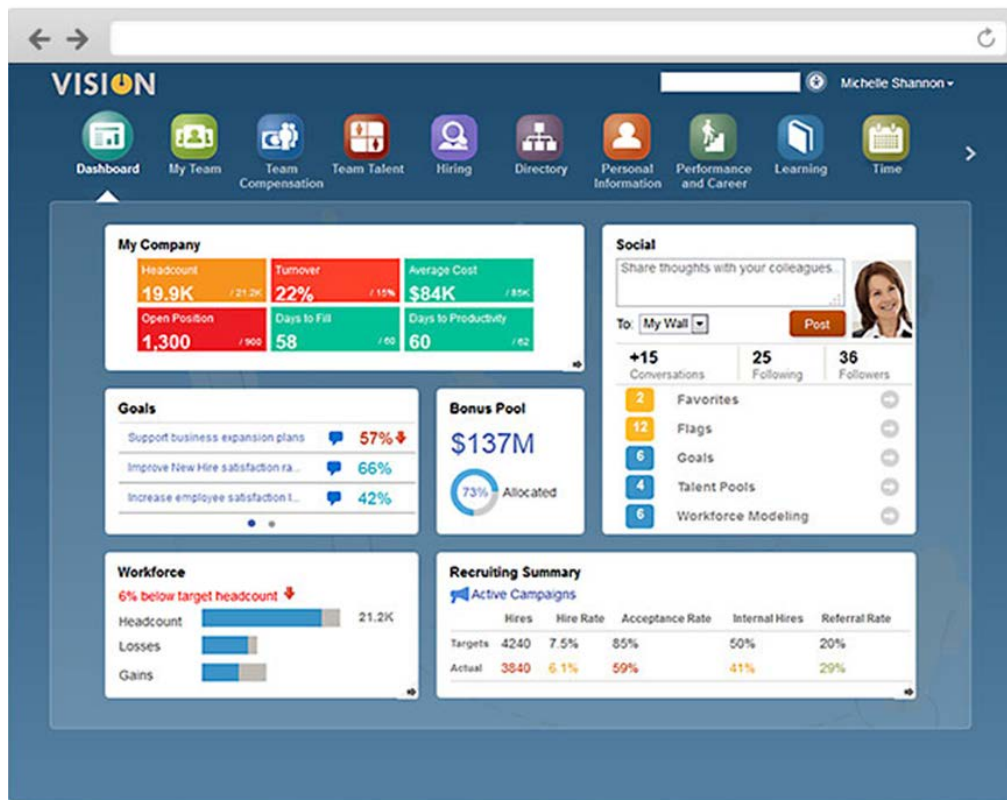 VISION
Michelle Shannon
Dashboard
My Team
Team
Compensation
Team Talent
Hiring
Directory
Personal
Information
Performance
and Career
Learning
Time
My Company
Headcount
19.9K / 21.2K
Turnover
22% / 15%
Average Cost
$84K / 85K
Open Position
1,300 / 900
Days to Fill
58 / 60
Days to Productivity
60 / 62
Social
Share thoughts with your colleagues..
To: My Wall
Post
+15 25 36
Conversations Following Followers
2 Favorites
12 Flags
6 Goals
4 Talent Pools
6 Workforce Modeling
Goals
Support business expansion plans 57%
Improve New Hire satisfaction ra... 66%
Increase employee satisfaction l... 42%
Bonus Pool
$137M
73% Allocated
Workforce
6% below target headcount
Headcount 21.2K
Losses
Gains
Recruiting Summary
Active Campaigns
Hires Hire Rate Acceptance Rate Internal Hires Referral Rate
Targets 4240 7.5% 85% 50% 20%
Actual 3840 6.1% 59% 41% 29%